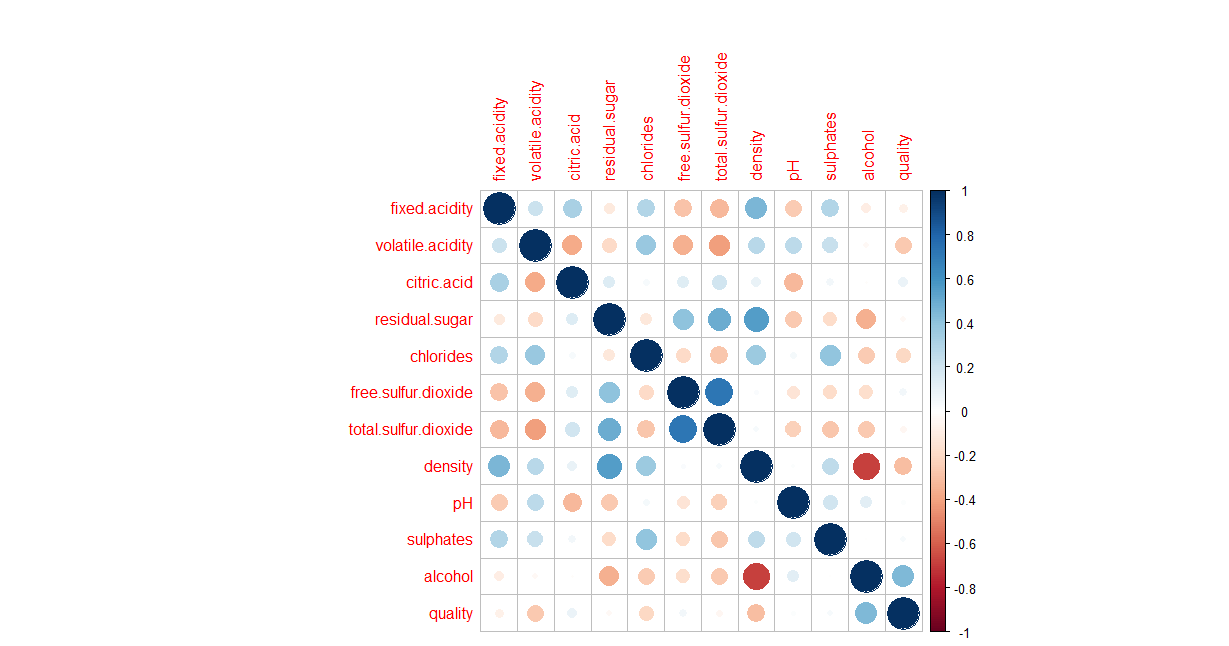 fixed.acidity
volatile.acidity
citric.acid
residual.sugar
chlorides
free.sulfur.dioxide
total.sulfur.dioxide
density
pH
sulphates
alcohol
quality
fixed.acidity
volatile.acidity
citric.acid
residual.sugar
chlorides
free.sulfur.dioxide
total.sulfur.dioxide
density
pH
sulphates
alcohol
quality
1
0.8
0.6
0.4
0.2
0
-0.2
-0.4
-0.6
-0.8
-1